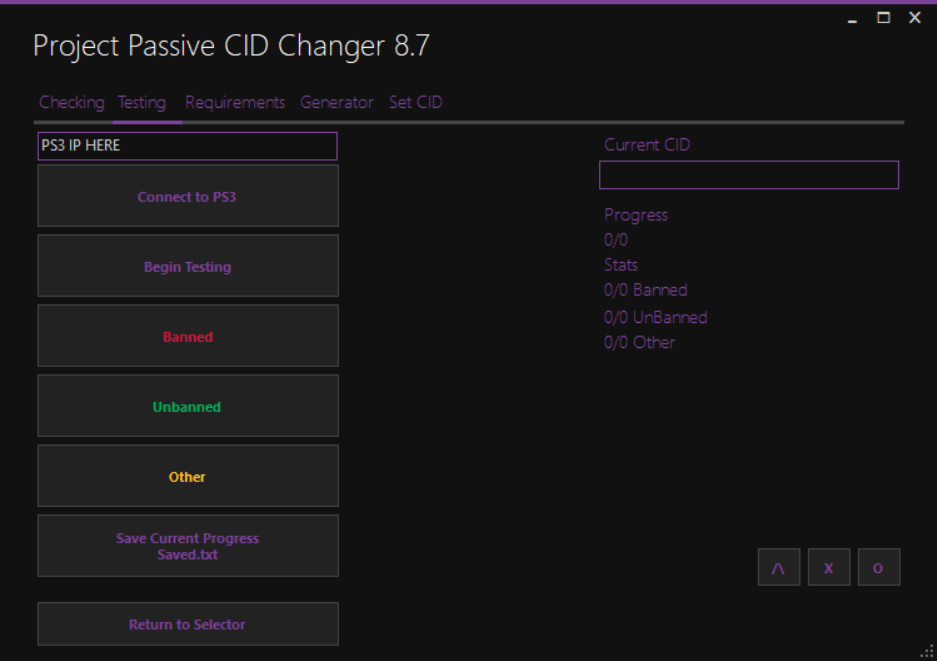 Project Passive CID Changer 8.7
Checking Testing Requirements Generator Set CID
PS3 IP HERE
Connect to PS3
Begin Testing
Banned
Unbanned
Other
Save Current Progress
Saved.txt
Return to Selector
Current CID
Progress
0/0
Stats
0/0 Banned
0/0 UnBanned
0/0 Other
Λ X O